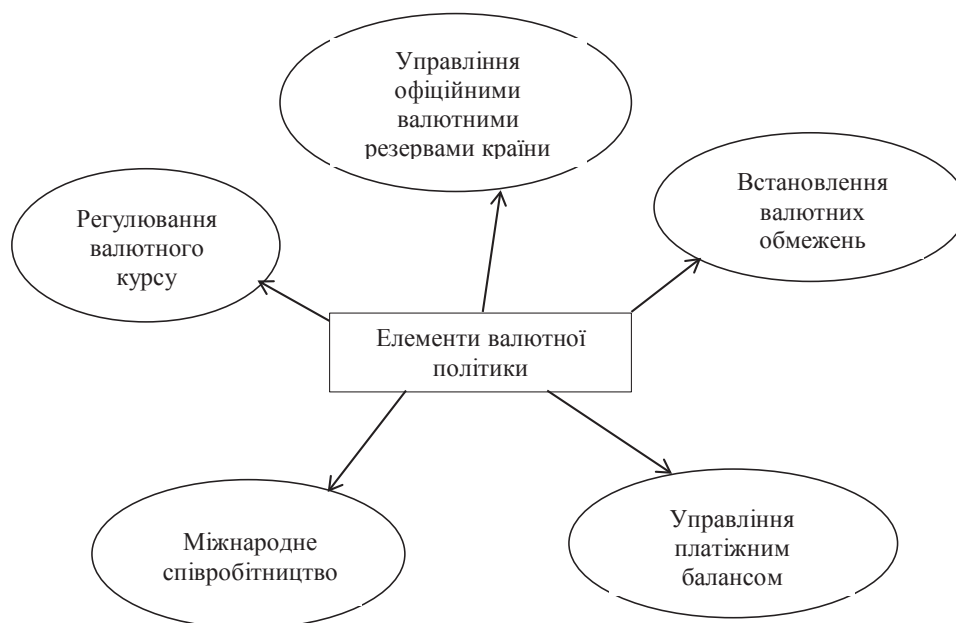 Управління
офіційними
валютними
резервами країни
Встановлення
валютних
обмежень
Регулювання
валютного
курсу
Елементи валютної
політики
Міжнародне
співробітництво
Управління
платіжним
балансом